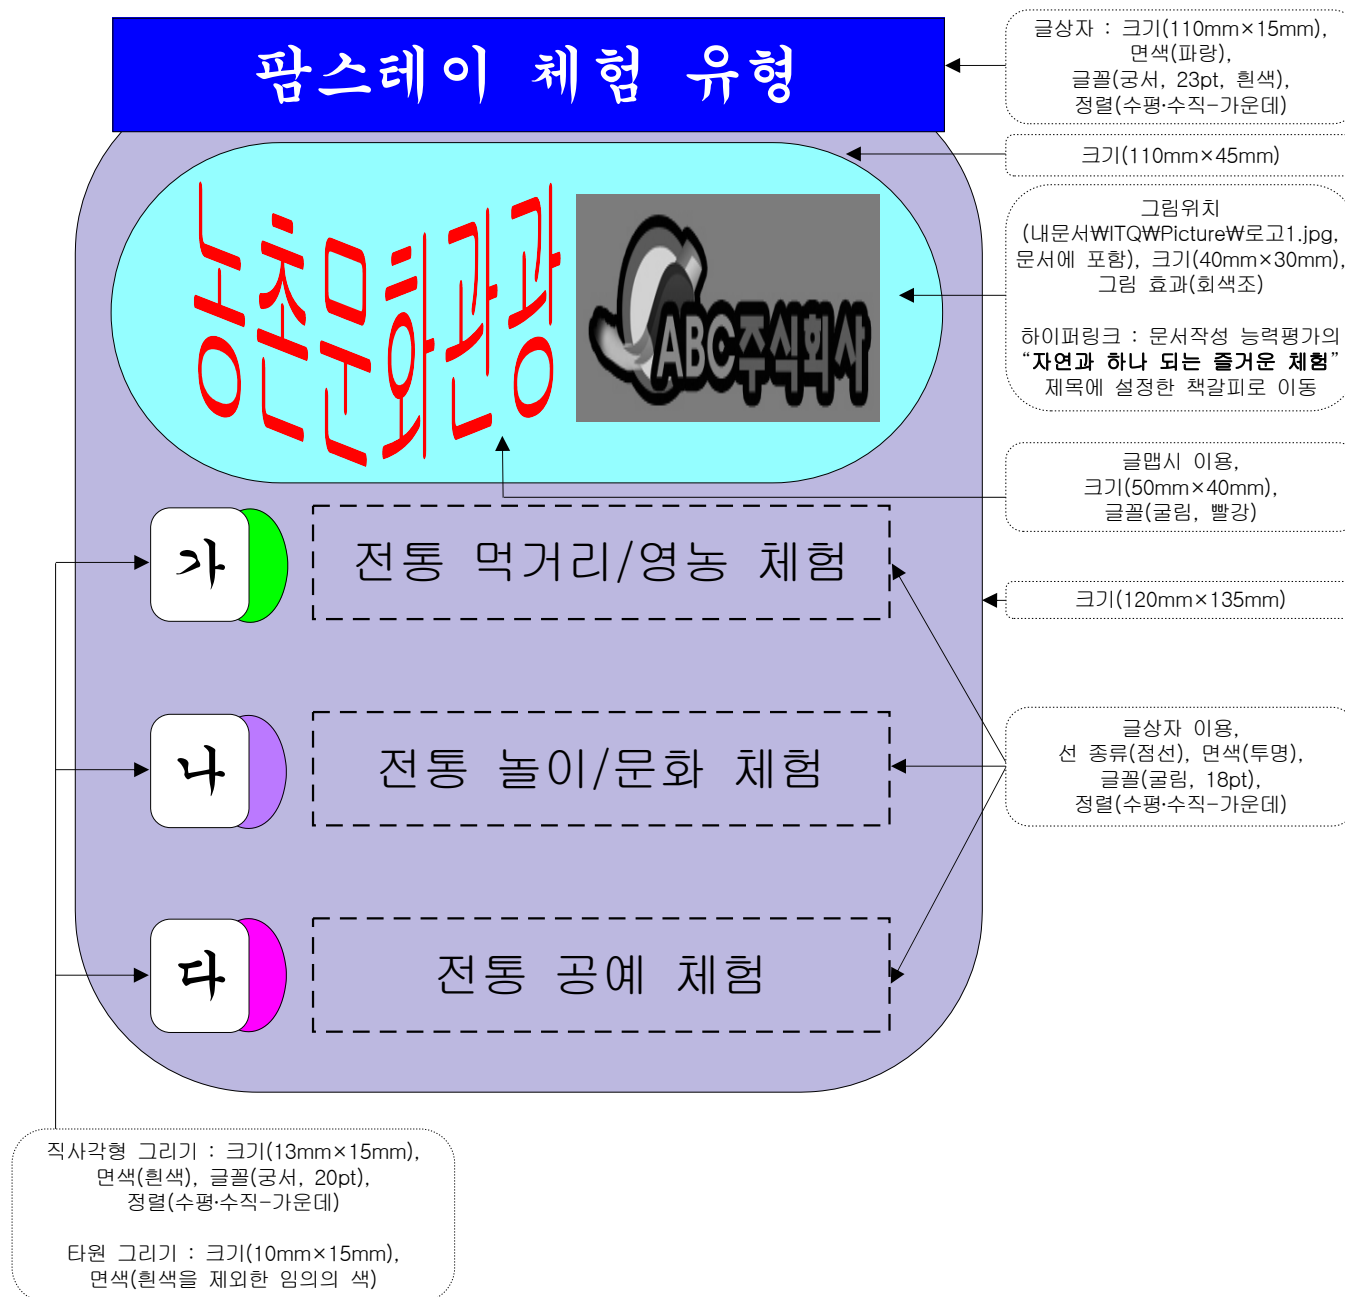 팜스테이 체험 유형
글상자 : 크기(110mm×15mm),
면색(파랑),
글꼴(궁서, 23pt, 흰색),
정렬(수평·수직-가운데)
크기(110mm×45mm)
농촌문화관광
ABC주식회사
그림위치
(내문서₩ITQ₩Picture₩로고1.jpg,
문서에 포함), 크기(40mm×30mm),
그림 효과(회색조)
하이퍼링크 : 문서작성 능력평가의
“자연과 하나 되는 즐거운 체험”
제목에 설정한 책갈피로 이동
글맵시 이용,
크기(50mm×40mm),
글꼴(굴림, 빨강)
가
전통 먹거리/영농 체험
크기(120mm×135mm)
나
전통 놀이/문화 체험
글상자 이용,
선 종류(점선), 면색(투명),
글꼴(굴림, 18pt),
정렬(수평·수직-가운데)
다
전통 공예 체험
직사각형 그리기 : 크기(13mm×15mm),
면색(흰색), 글꼴(궁서, 20pt),
정렬(수평·수직-가운데)
타원 그리기 : 크기(10mm×15mm),
면색(흰색을 제외한 임의의 색)